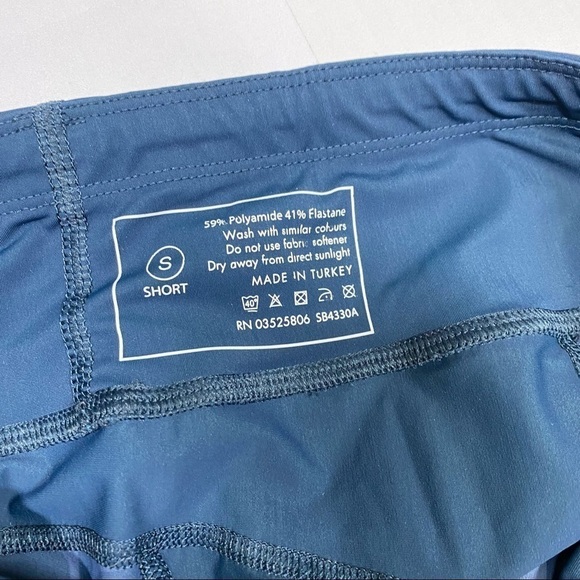 59% Polyamide 41% Elastane
Wash with similar colours
Do not use fabric softener
Dry away from direct sunlight
MADE IN TURKEY
S
SHORT
40°
RN 03525806 SB4330A